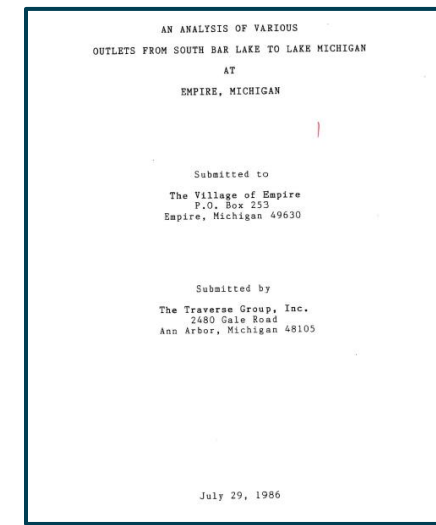 AN ANALYSIS OF VARIOUS
OUTLETS FROM SOUTH BAR LAKE TO LAKE MICHIGAN
AT
EMPIRE, MICHIGAN
Submitted to
The Village of Empire
P.O. Box 253
Empire, Michigan 49630
Submitted by
The Traverse Group, Inc.
2480 Gale Road
Ann Arbor, Michigan 48105
July 29, 1986